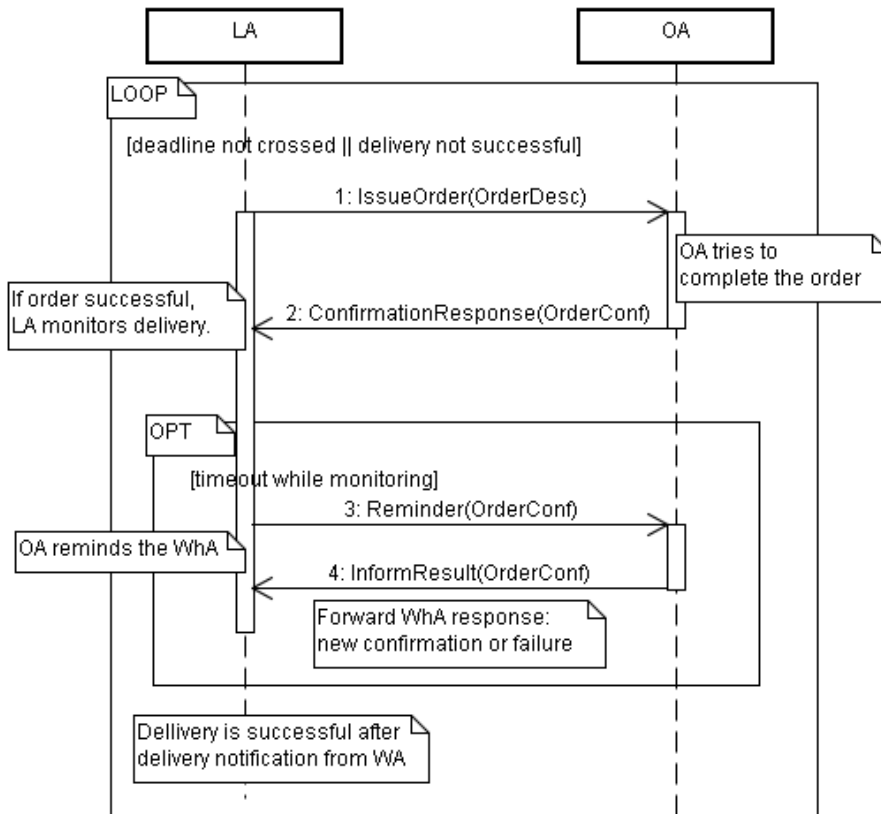 LA
OA
LOOP
[deadline not crossed || delivery not successful]
1: IssueOrder(OrderDesc)
OA tries to
complete the order
If order successful,
LA monitors delivery.
2: ConfirmationResponse(OrderConf)
OPT
[timeout while monitoring]
3: Reminder(OrderConf)
OA reminds the WhA
4: InformResult(OrderConf)
Forward WhA response:
new confirmation or failure
Dellivery is successful after
delivery notification from WA